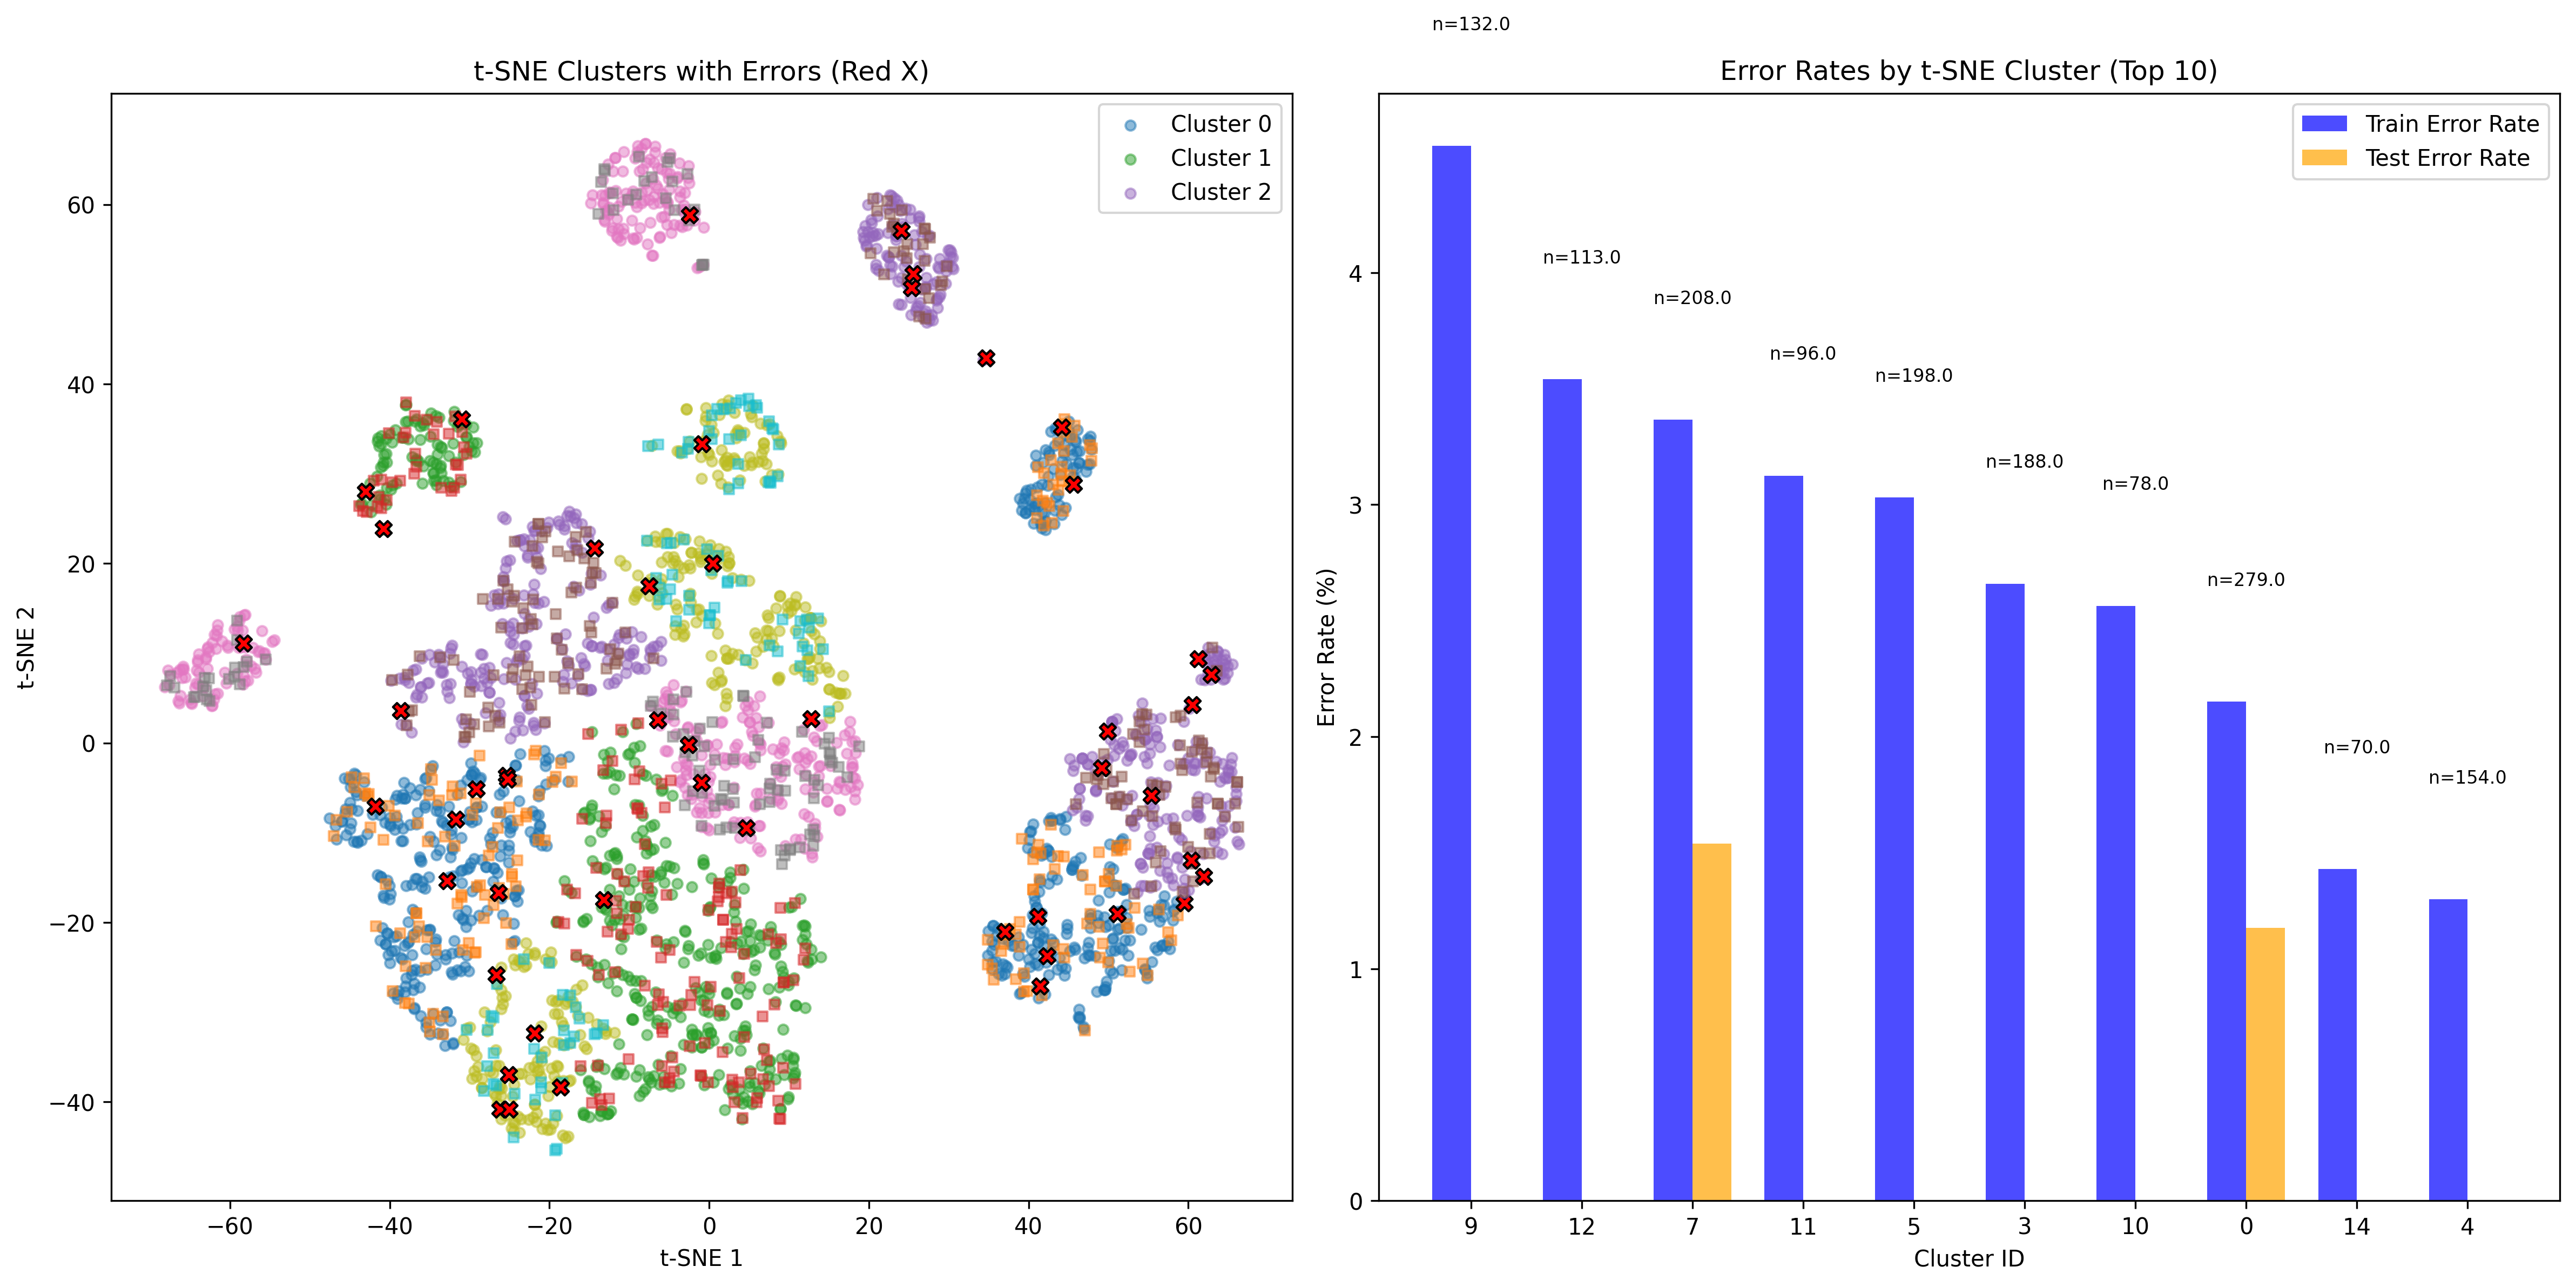 t-SNE Clusters with Errors (Red X)
Cluster 0
Cluster 1
Cluster 2
60
40
20
0
−20
−40
t-SNE 2
−60
−40
−20
0
20
40
60
t-SNE 1
n=132.0
Error Rates by t-SNE Cluster (Top 10)
Train Error Rate
Test Error Rate
n=113.0
n=208.0
n=96.0
n=198.0
n=188.0
n=78.0
n=279.0
n=70.0
n=154.0
4
3
2
1
0
Error Rate (%)
9
12
7
11
5
3
10
0
14
4
Cluster ID